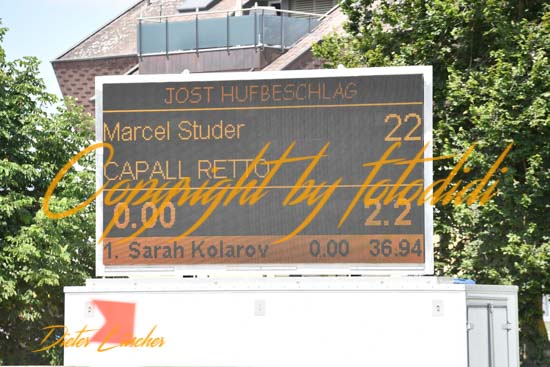 JOST HUFBESCHLAG
Marcel Studer 22
CAPALL RETTO
0.00 2.2
1. Sarah Kolarov 0.00 36.94
Copyright by fotodidi
Dieter Lüscher